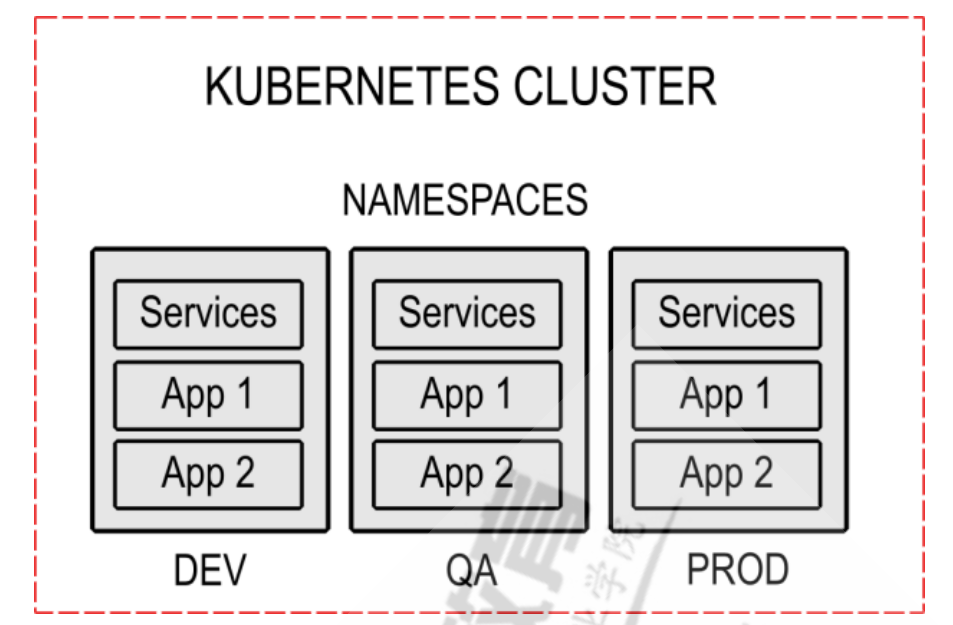 KUBERNETES CLUSTER
NAMESPACES
Services Services Services
App 1 App 1 App 1
App 2 App 2 App 2
DEV QA PROD